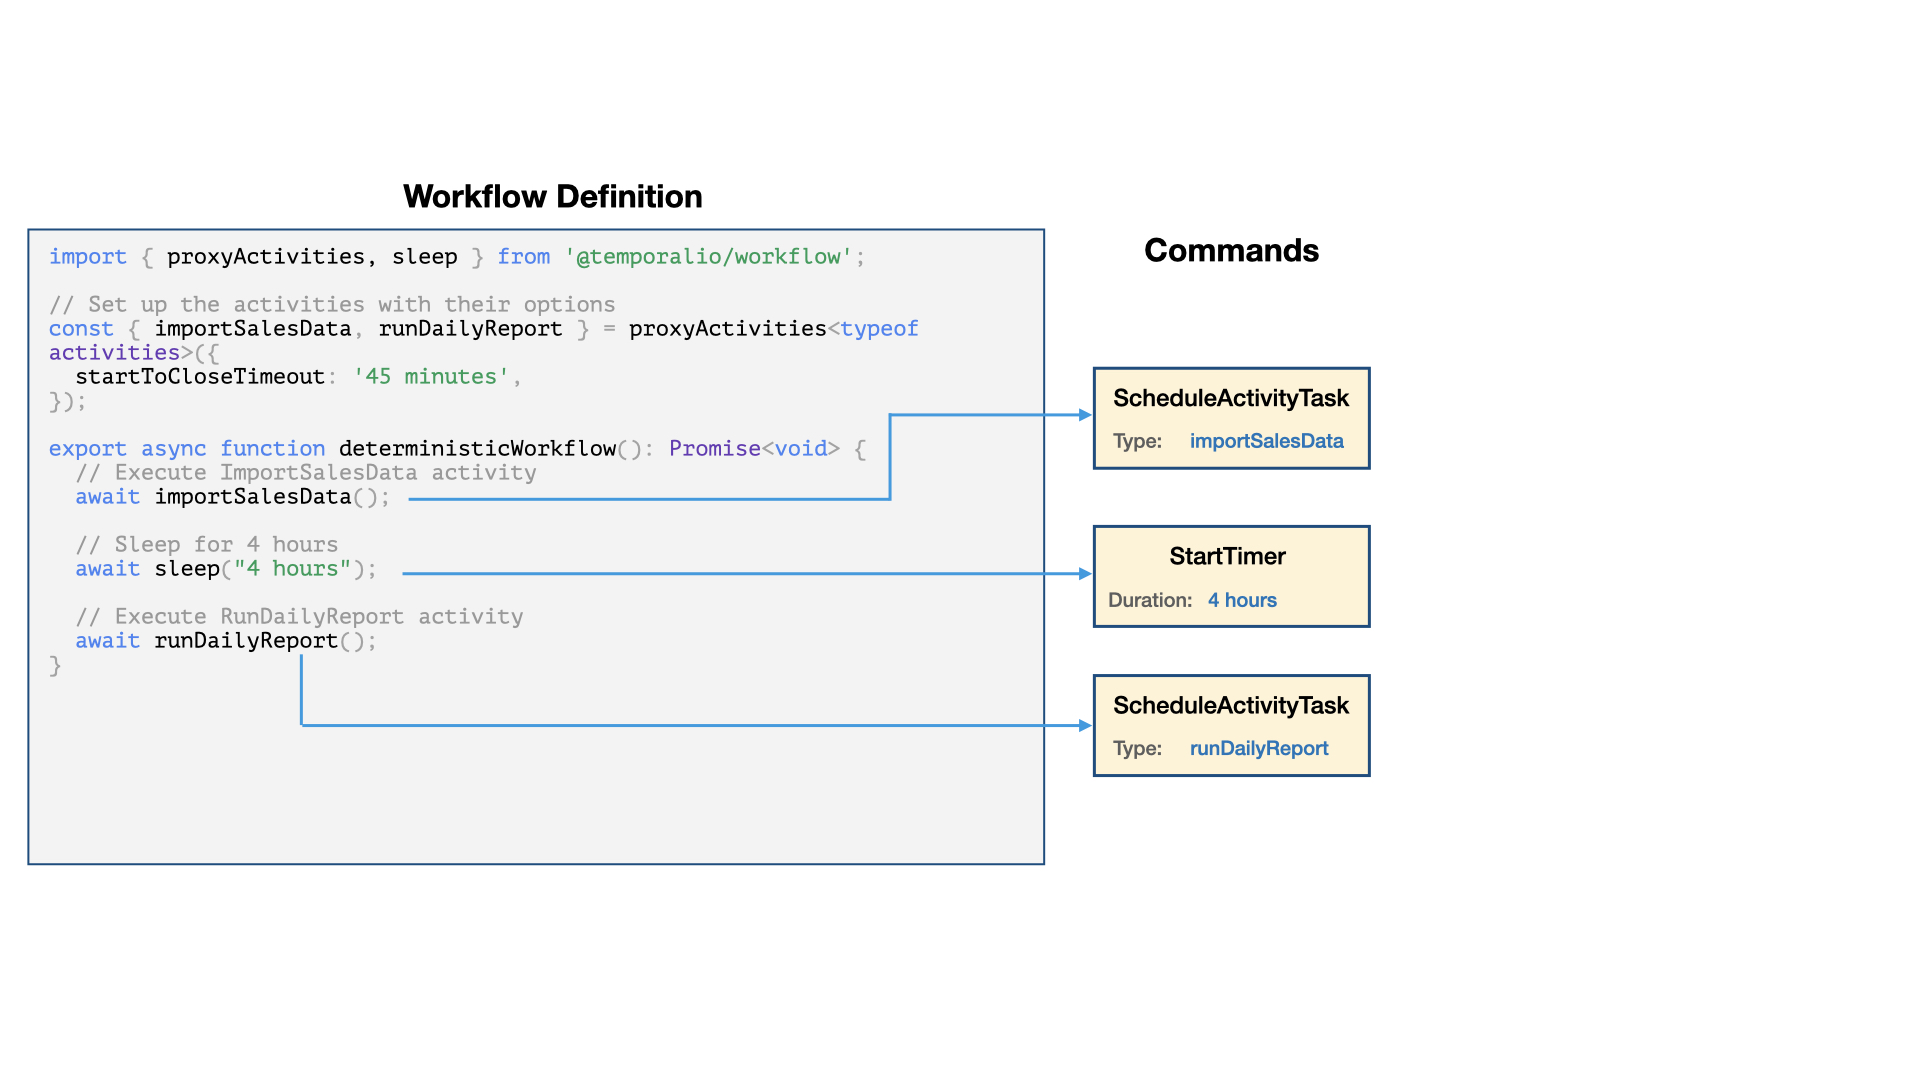 Workflow Definition
import { proxyActivities, sleep } from '@temporalio/workflow';
// Set up the activities with their options
const { importSalesData, runDailyReport } = proxyActivities<typeof
activities>({
  startToCloseTimeout: '45 minutes',
});
export async function deterministicWorkflow(): Promise<void> {
  // Execute ImportSalesData activity
  await importSalesData();
  // Sleep for 4 hours
  await sleep("4 hours");
  // Execute RunDailyReport activity
  await runDailyReport();
}
Commands
ScheduleActivityTask
Type: importSalesData
StartTimer
Duration: 4 hours
ScheduleActivityTask
Type: runDailyReport